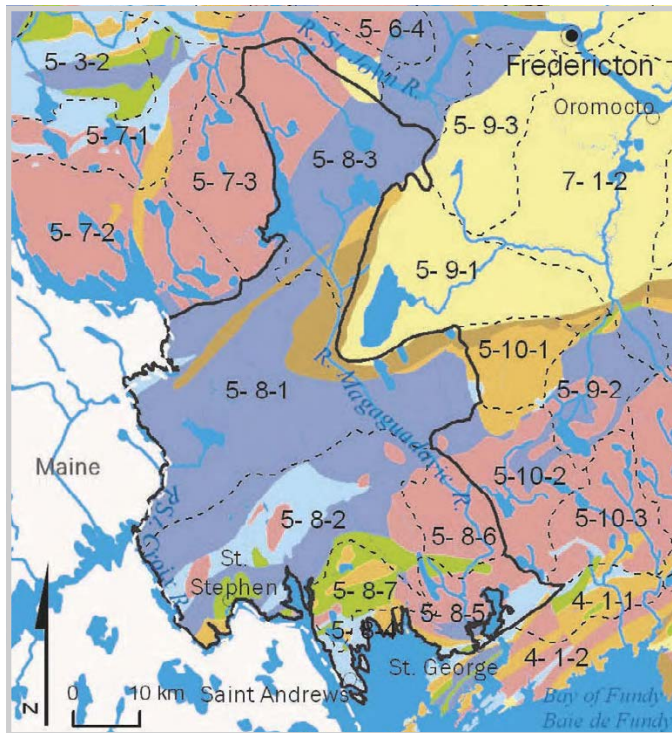 5- 6-4
R. St. John R.
Fredericton
5- 3-2
Oromocto
5- 9-3
5- 7-1
5- 8-3
5- 7-3
7- 1-2
5- 7-2
5- 9-1
5-10-1
5- 8-1
5- 9-2
R. Magaguadavic R.
Maine
5-10-2
5- 8-2
5-10-3
5- 8-6
St.
Stephen
5- 8-7
4- 1-1
5- 8-5
4- 1-2
St. George
0 10 km
Saint Andrews
N
Bay of Fundy
Baie de Fundy